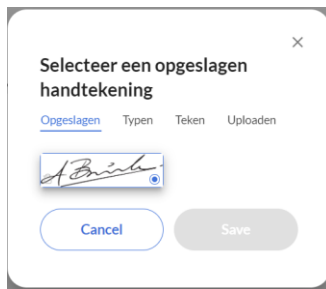 Selecteer een opgeslagen
handtekening
Opgeslagen Typen Teken Uploaden
Cancel Save